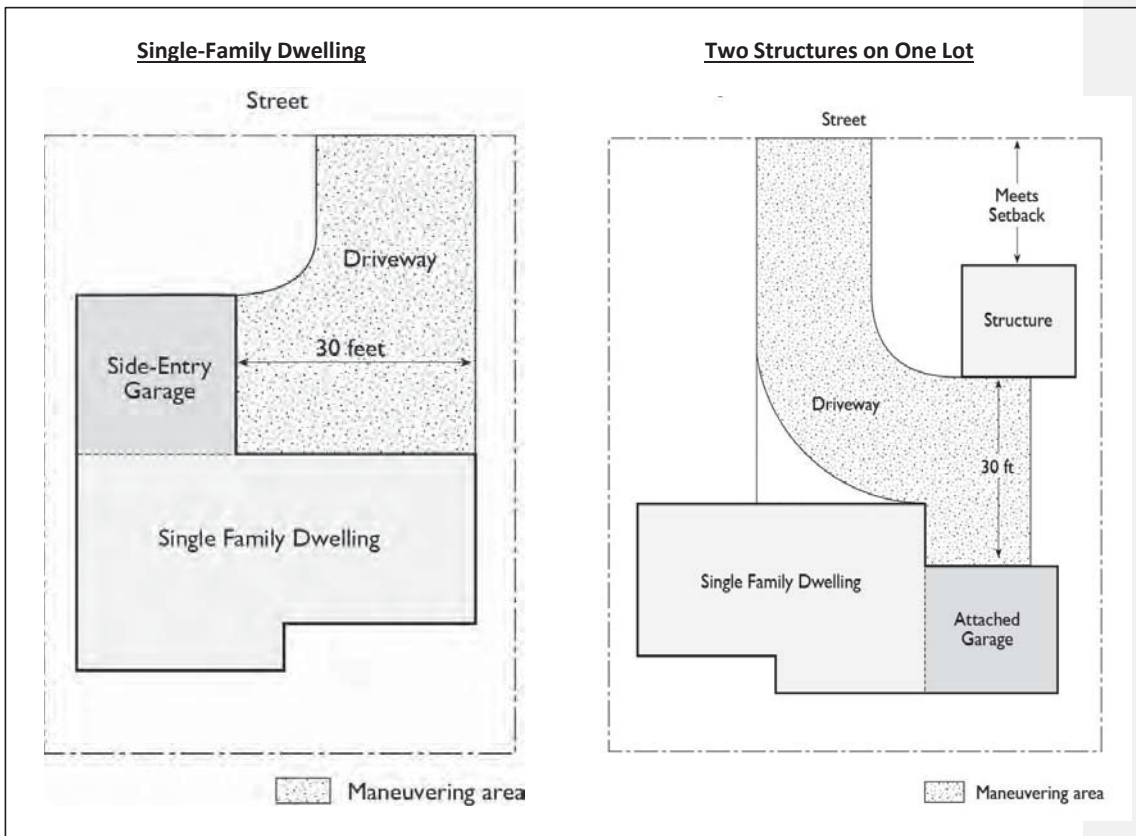 Single-Family Dwelling
Street
Driveway
30 feet
Side-Entry
Garage
Single Family Dwelling
Maneuvering area
Two Structures on One Lot
Street
Meets
Setback
Structure
Driveway
30 ft
Single Family Dwelling
Attached
Garage
Maneuvering area